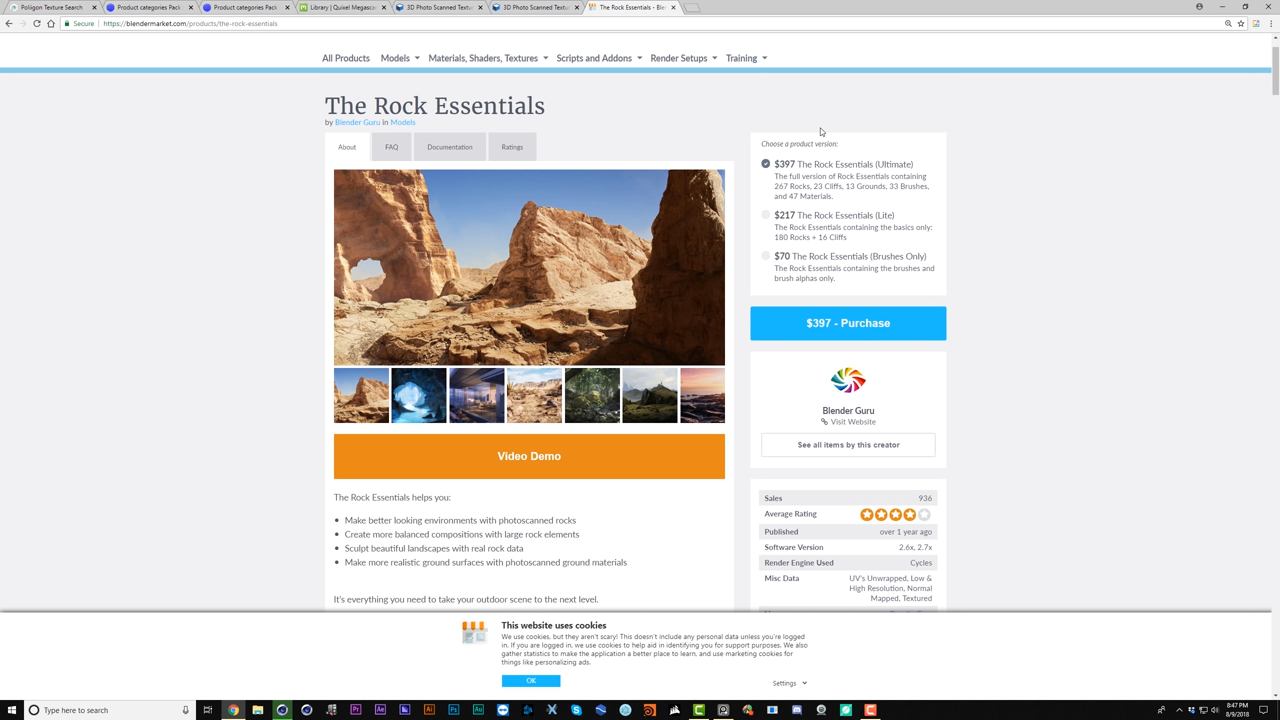 Poliigon Texture Search
Product categories Pack
Product categories Pack
Library | Quixel Megascan
3D Photo Scanned Textur
3D Photo Scanned Textur
The Rock Essentials - Ble
Secure
https://blendermarket.com/products/the-rock-essentials
All Products
Models
Materials, Shaders, Textures
Scripts and Addons
Render Setups
Training
The Rock Essentials
by Blender Guru in Models
About
FAQ
Documentation
Ratings
Video Demo
The Rock Essentials helps you:
Make better looking environments with photoscanned rocks
Create more balanced compositions with large rock elements
Sculpt beautiful landscapes with real rock data
Make more realistic ground surfaces with photoscanned ground materials
It's everything you need to take your outdoor scene to the next level.
Choose a product version:
$397 The Rock Essentials (Ultimate)
The full version of Rock Essentials containing
267 Rocks, 23 Cliffs, 13 Grounds, 33 Brushes,
and 47 Materials.
$217 The Rock Essentials (Lite)
The Rock Essentials containing the basics only:
180 Rocks + 16 Cliffs
$70 The Rock Essentials (Brushes Only)
The Rock Essentials containing the brushes and
brush alphas only.
$397 - Purchase
Blender Guru
Visit Website
See all items by this creator
Sales 936
Average Rating
Published over 1 year ago
Software Version 2.6x, 2.7x
Render Engine Used Cycles
Misc Data UV's Unwrapped, Low &
High Resolution, Normal
Mapped, Textured
This website uses cookies
We use cookies, but they aren't scary! This doesn't include any personal data unless you're logged
in. If you are logged in, we use cookies to help aid in identifying you for support purposes. We also
gather statistics to make the application a better place to learn, and use marketing cookies for
things like personalizing ads.
OK
Settings
Type here to search
8:47 PM
8/9/2018